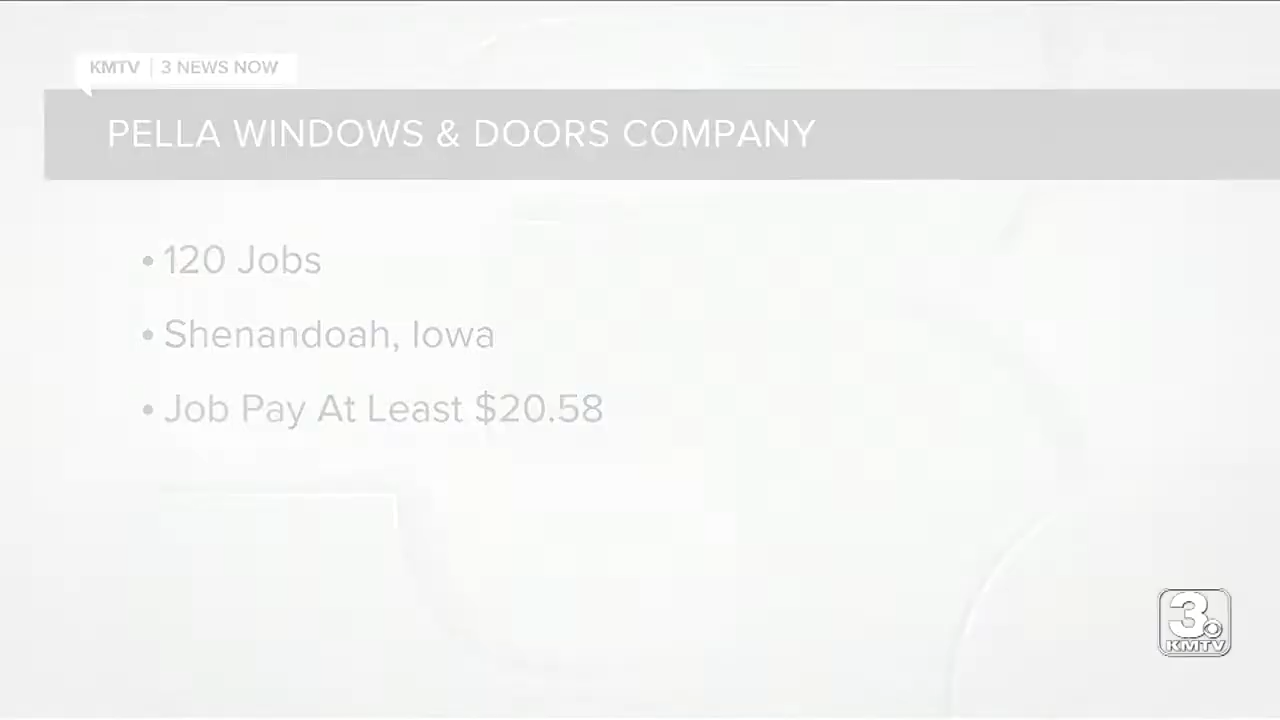 KMTV | 3 NEWS NOW
PELLA WINDOWS & DOORS COMPANY
• 120 Jobs
• Shenandoah, Iowa
• Job Pay At Least $20.58
3
KMTV